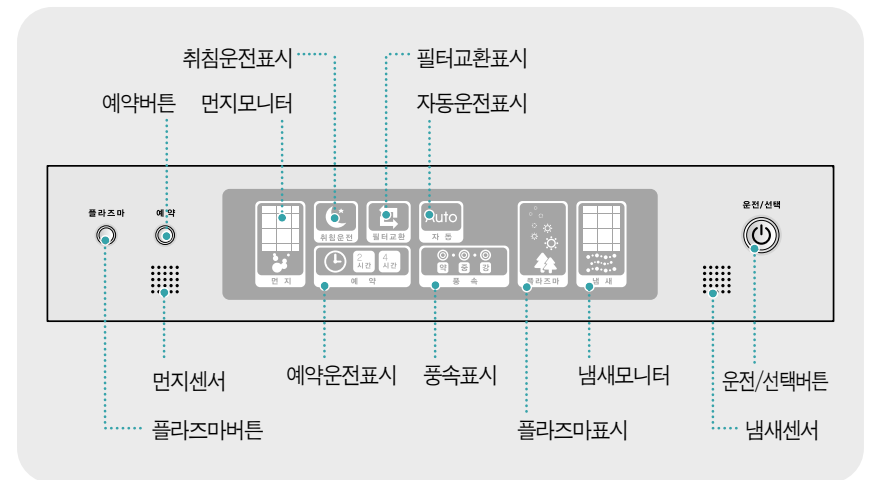 취침운전표시
필터교환표시
예약버튼
먼지모니터
자동운전표시
플라즈마
예약
운전/선택
Auto
취침운전
필터교환
자 동
2
시간
4
시간
약
중
강
먼 지
예 약
풍 속
플라즈마
냄 새
먼지센서
예약운전표시
풍속표시
냄새모니터
운전/선택버튼
플라즈마버튼
플라즈마표시
냄새센서